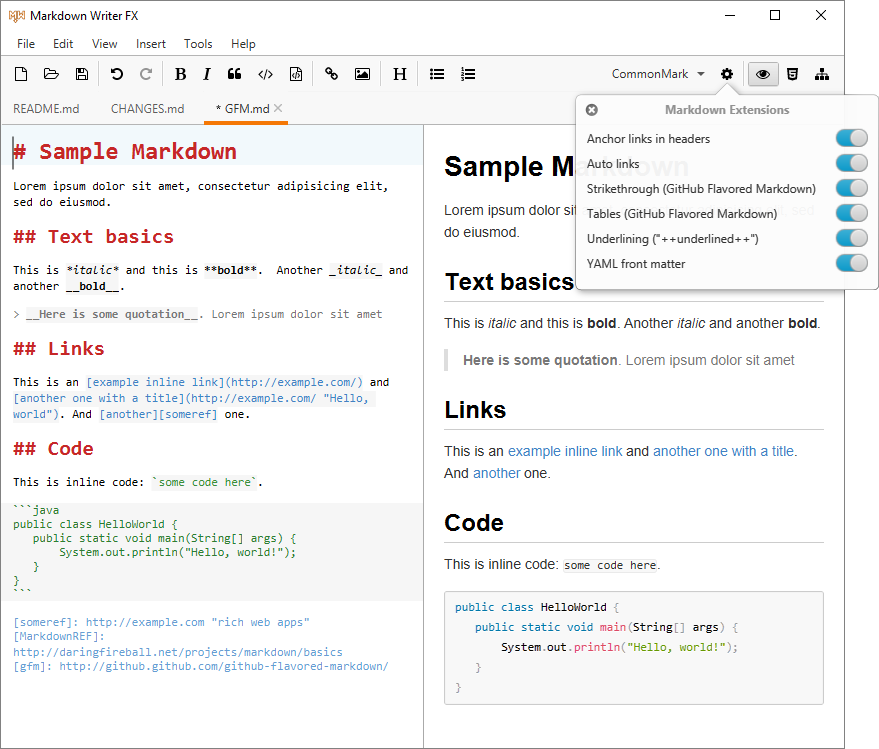 Markdown Writer FX
File Edit View Insert Tools Help
B I H CommonMark
README.md CHANGES.md * GFM.md
Markdown Extensions
Anchor links in headers
Auto links
Strikethrough (GitHub Flavored Markdown)
Tables (GitHub Flavored Markdown)
Underlining ("++underlined++")
YAML front matter
# Sample Markdown
Lorem ipsum dolor sit amet, consectetur adipisicing elit,
sed do eiusmod.
## Text basics
This is *italic* and this is **bold**.  Another _italic_ and
another __bold__.
> __Here is some quotation__. Lorem ipsum dolor sit amet
## Links
This is an [example inline link](http://example.com/) and
[another one with a title](http://example.com/ "Hello,
world"). And [another][someref] one.
## Code
This is inline code: `some code here`.
```java
public class HelloWorld {
   public static void main(String[] args) {
       System.out.println("Hello, world!");
   }
}
```
[someref]: http://example.com "rich web apps"
[MarkdownREF]:
http://daringfireball.net/projects/markdown/basics
[gfm]: http://github.github.com/github-flavored-markdown/
Sample Markdown
Lorem ipsum dolor sit sed
do eiusmod.
Text basics
This is italic and this is bold. Another italic and another bold.
Here is some quotation. Lorem ipsum dolor sit amet
Links
This is an example inline link and another one with a title.
And another one.
Code
This is inline code: some code here.
public class HelloWorld {
   public static void main(String[] args) {
       System.out.println("Hello, world!");
   }
}